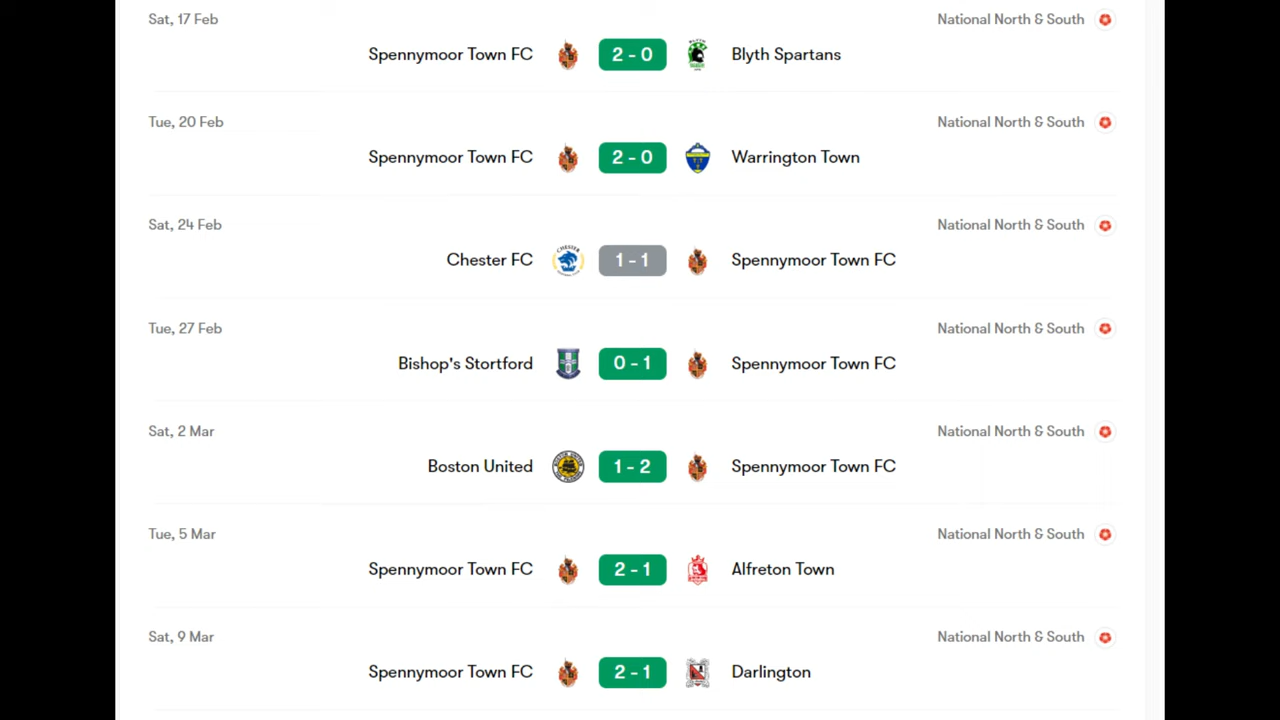 Sat, 17 Feb National North & South
Spennymoor Town FC 2 - 0 Blyth Spartans
Tue, 20 Feb National North & South
Spennymoor Town FC 2 - 0 Warrington Town
Sat, 24 Feb National North & South
Chester FC 1 - 1 Spennymoor Town FC
Tue, 27 Feb National North & South
Bishop's Stortford 0 - 1 Spennymoor Town FC
Sat, 2 Mar National North & South
Boston United 1 - 2 Spennymoor Town FC
Tue, 5 Mar National North & South
Spennymoor Town FC 2 - 1 Alfreton Town
Sat, 9 Mar National North & South
Spennymoor Town FC 2 - 1 Darlington